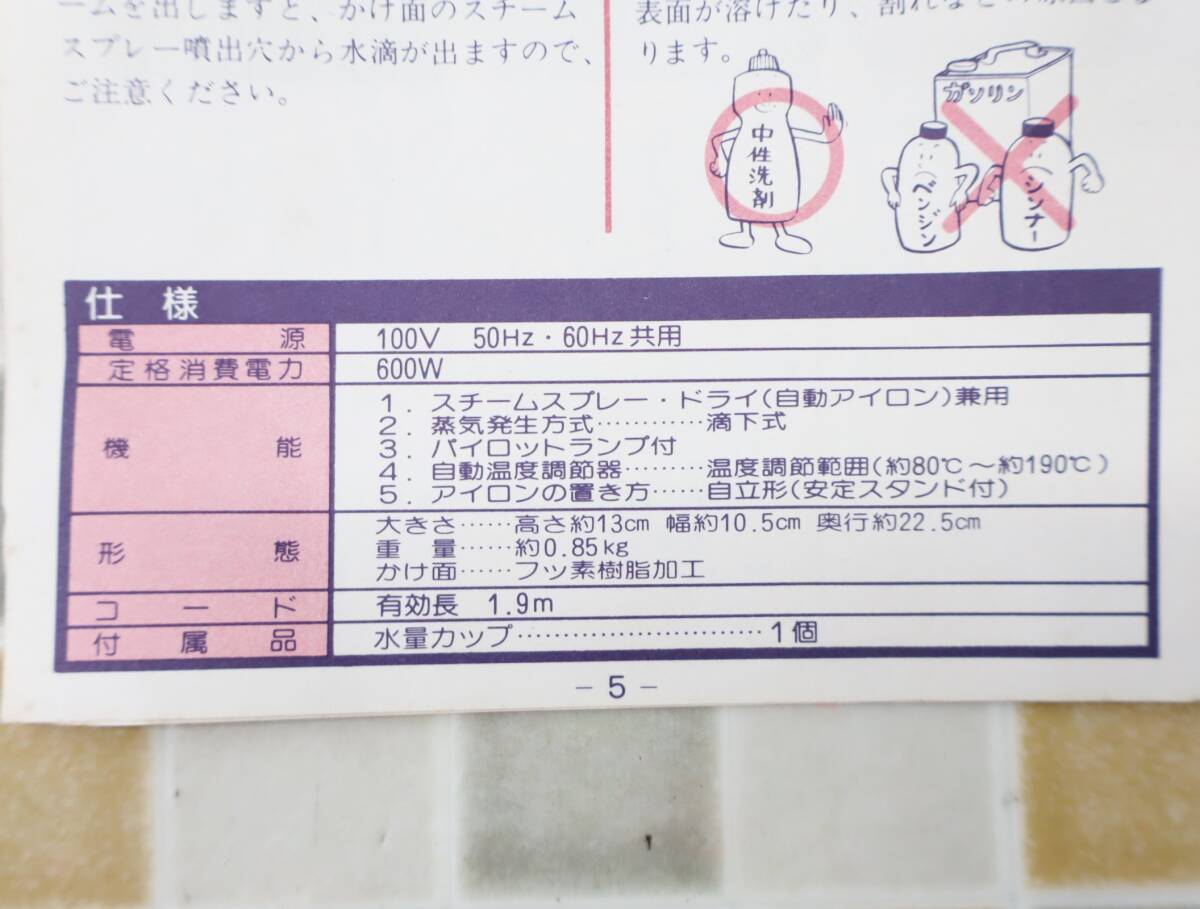 ームを出しますと、かけ面のスチーム
スプレー噴出穴から水滴が出ますので、
ご注意ください。
表面が溶けたり、割れなどの原因とな
ります。
中性洗剤
ガソリン
ベンジン
シンナー
仕様
電源 100V 50Hz・60Hz共用
定格消費電力 600W
機能
1. スチームスプレー・ドライ(自動アイロン)兼用
2. 蒸気発生方式…………滴下式
3. パイロットランプ付
4. 自動温度調節器………温度調節範囲(約80℃〜約190℃)
5. アイロンの置き方……自立形(安定スタンド付)
形態
大きさ……高さ約13cm 幅約10.5cm 奥行約22.5cm
重量……約0.85kg
かけ面……フッ素樹脂加工
コード 有効長 1.9m
付属品 水量カップ………………………1個
– 5 –